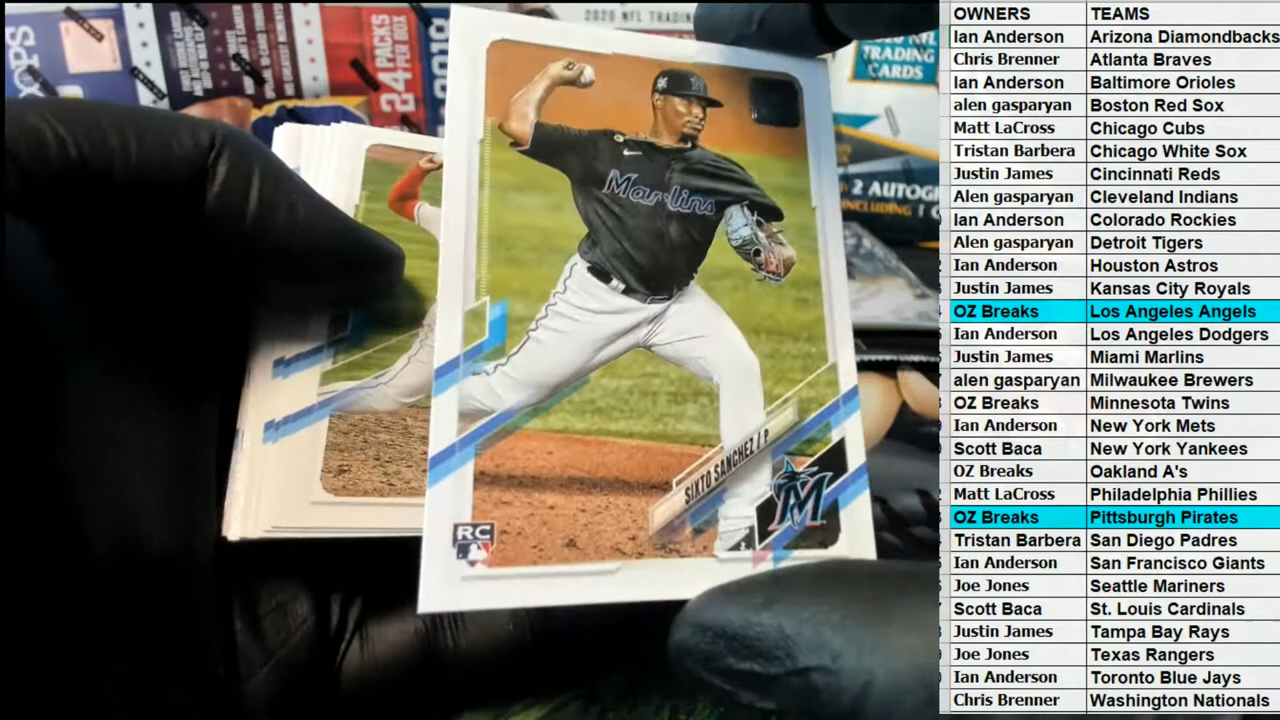 OPS
24 PACKS
PER BOX
2020 NFL TRADIN
TRADING
CARDS
2 AUTOG
INCLUDING 1
Marlins
SIXTO SANCHEZ / P
M
RC
OWNERS TEAMS
Ian Anderson Arizona Diamondbacks
Chris Brenner Atlanta Braves
Ian Anderson Baltimore Orioles
alen gasparyan Boston Red Sox
Matt LaCross Chicago Cubs
Tristan Barbera Chicago White Sox
Justin James Cincinnati Reds
Alen gasparyan Cleveland Indians
Ian Anderson Colorado Rockies
Alen gasparyan Detroit Tigers
Ian Anderson Houston Astros
Justin James Kansas City Royals
OZ Breaks Los Angeles Angels
Ian Anderson Los Angeles Dodgers
Justin James Miami Marlins
alen gasparyan Milwaukee Brewers
OZ Breaks Minnesota Twins
Ian Anderson New York Mets
Scott Baca New York Yankees
OZ Breaks Oakland A's
Matt LaCross Philadelphia Phillies
OZ Breaks Pittsburgh Pirates
Tristan Barbera San Diego Padres
Ian Anderson San Francisco Giants
Joe Jones Seattle Mariners
Scott Baca St. Louis Cardinals
Justin James Tampa Bay Rays
Joe Jones Texas Rangers
Ian Anderson Toronto Blue Jays
Chris Brenner Washington Nationals